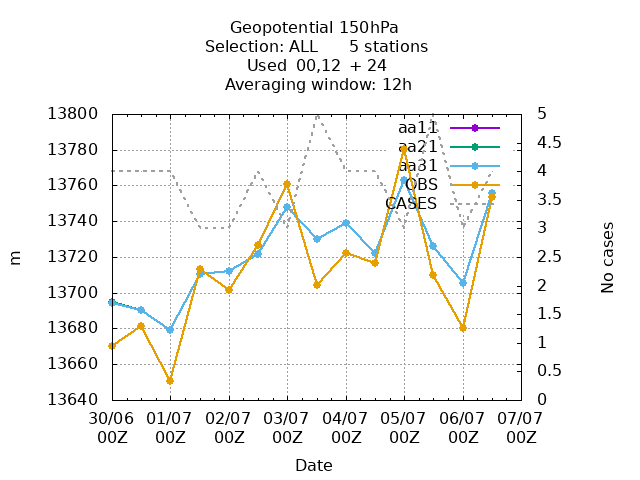 Geopotential 150hPa
Selection: ALL 5 stations
Used 00,12 + 24
Averaging window: 12h
13800
13780
13760
13740
13720
13700
13680
13660
13640
m
aa11
aa21
aa31
OBS
CASES
5
4.5
4
3.5
3
2.5
2
1.5
1
0.5
0
No cases
30/06 01/07 02/07 03/07 04/07 05/07 06/07 07/07
00Z 00Z 00Z 00Z 00Z 00Z 00Z 00Z
Date